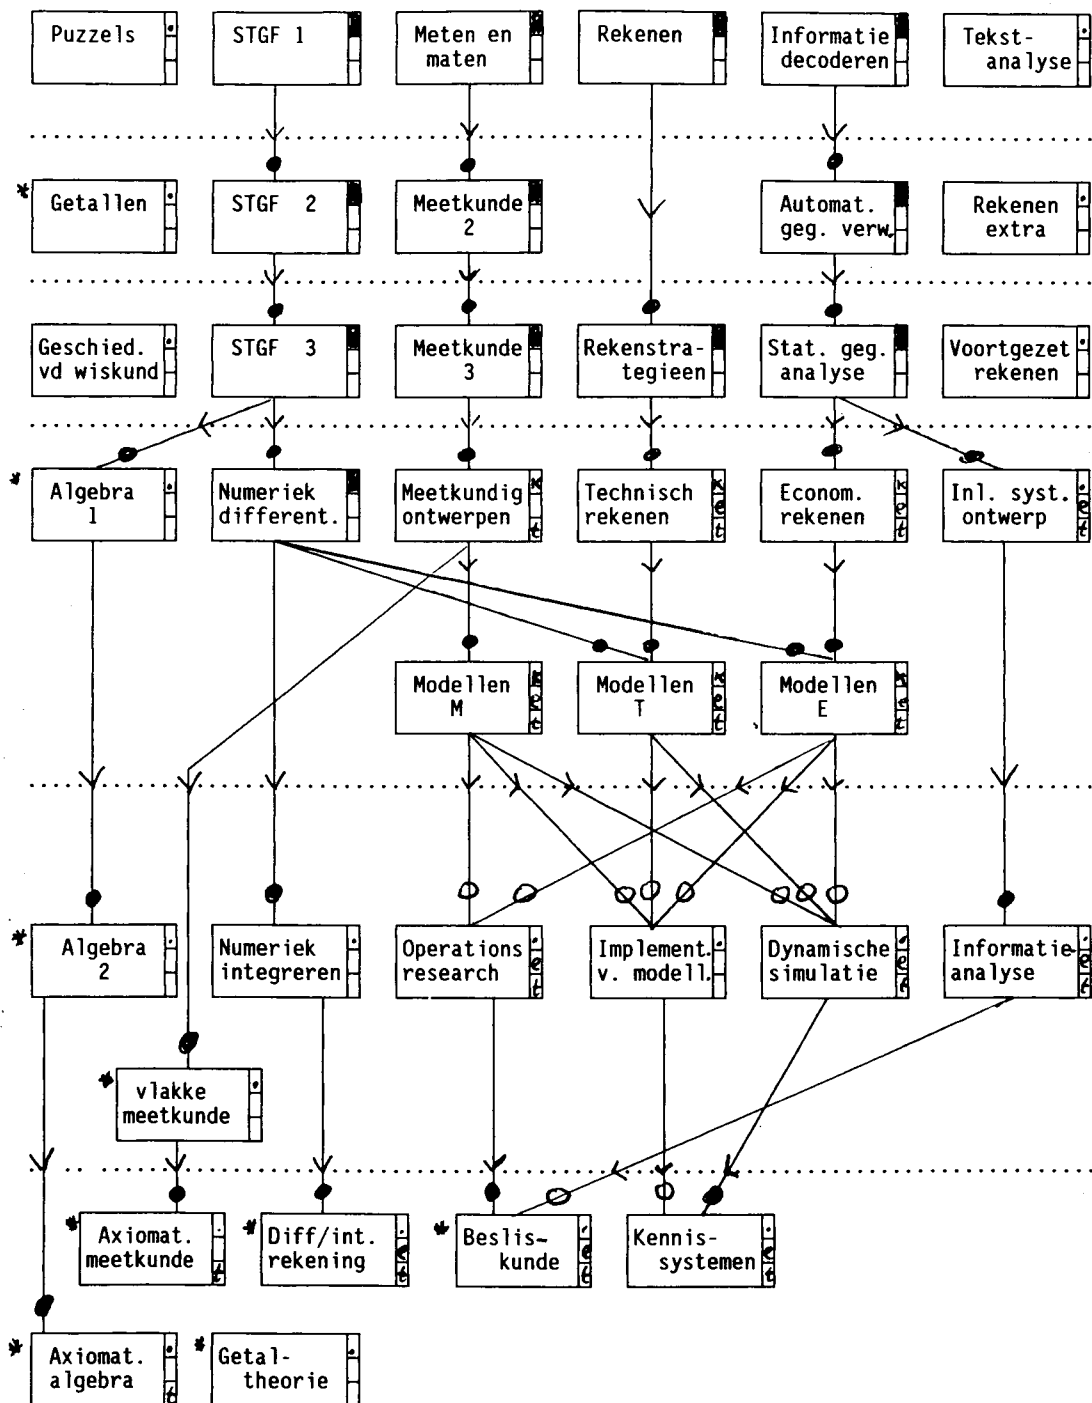 Puzzels
STGF 1
Meten en
maten
Rekenen
Informatie
decoderen
Tekst-
analyse
* Getallen
STGF 2
Meetkunde
2
Automat.
geg. verw.
Rekenen
extra
Geschied.
vd wiskund
STGF 3
Meetkunde
3
Rekenstra-
tegieen
Stat. geg.
analyse
Voortgezet
rekenen
* Algebra
1
Numeriek
different.
Meetkundig
ontwerpen
x
t
Technisch
rekenen
x
e
t
Econom.
rekenen
x
e
t
Inl. syst.
ontwerp
e
t
Modellen
M
x
e
t
Modellen
T
x
e
t
Modellen
E
x
e
t
* Algebra
2
Numeriek
integreren
Operations
research
e
t
Implement.
v. modell.
Dynamische
simulatie
e
t
Informatie-
analyse
e
t
* vlakke
meetkunde
* Axiomat.
meetkunde
t
* Diff/int.
rekening
e
t
* Beslis-
kunde
e
t
Kennis-
systemen
e
t
* Axiomat.
algebra
t
* Getal-
theorie